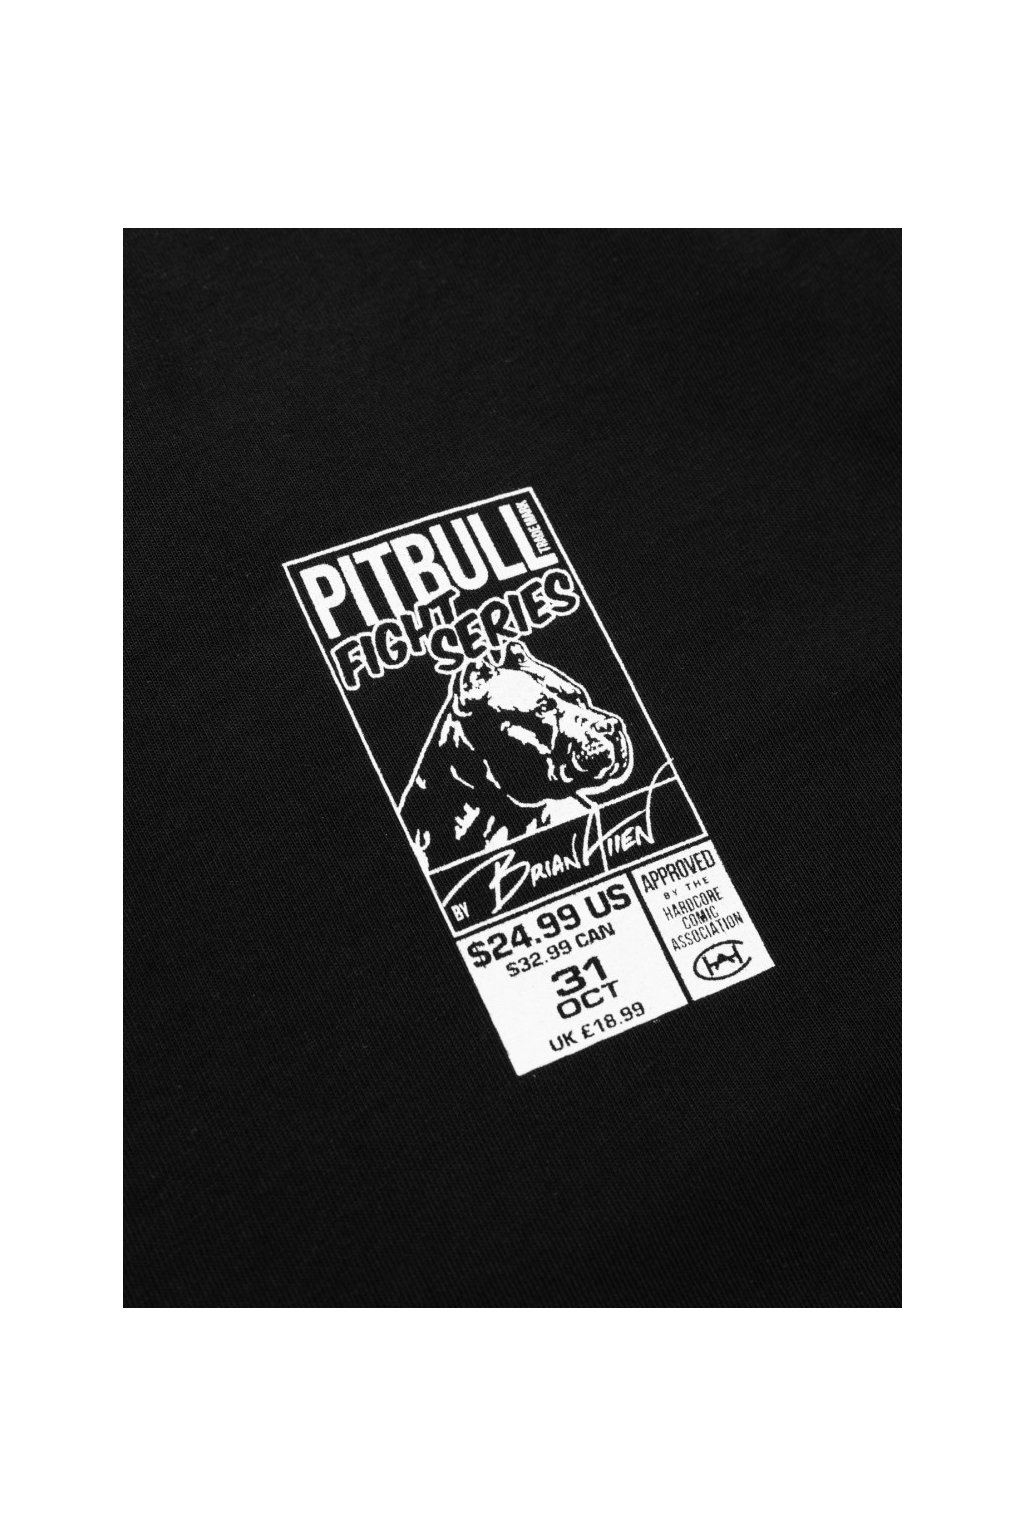 PITBULL
TRADE MARK
FIGHT
SERIES
BY BRIAN Allen
$24.99 US
$32.99 CAN
31
OCT
UK £18.99
APPROVED
BY THE
HARDCORE
COMIC
ASSOCIATION